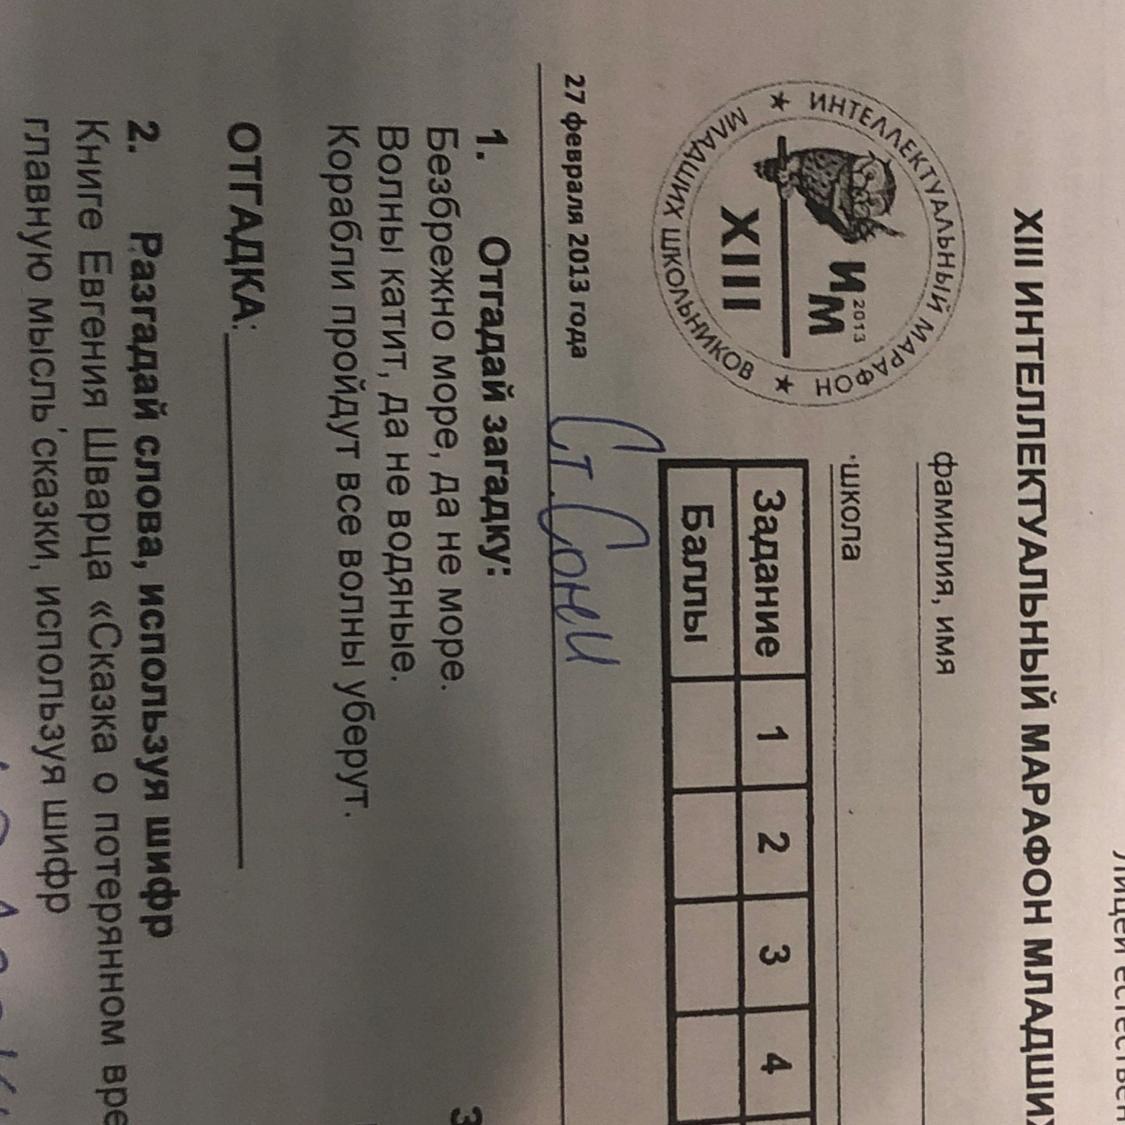 Лицей естествен
XIII ИНТЕЛЛЕКТУАЛЬНЫЙ МАРАФОН МЛАДШИХ
фамилия, имя
школа
ИНТЕЛЛЕКТУАЛЬНЫЙ МАРАФОН
МЛАДШИХ ШКОЛЬНИКОВ
ИМ 2013
XIII
Задание 1 2 3 4
Баллы
27 февраля 2013 года
Ст. Сони
1. Отгадай загадку:
Безбрежно море, да не море.
Волны катит, да не водяные.
Корабли пройдут все волны уберут.
ОТГАДКА:
2. Разгадай слова, используя шифр
Книге Евгения Шварца «Сказка о потерянном вре
главную мысль сказки, используя шифр
3